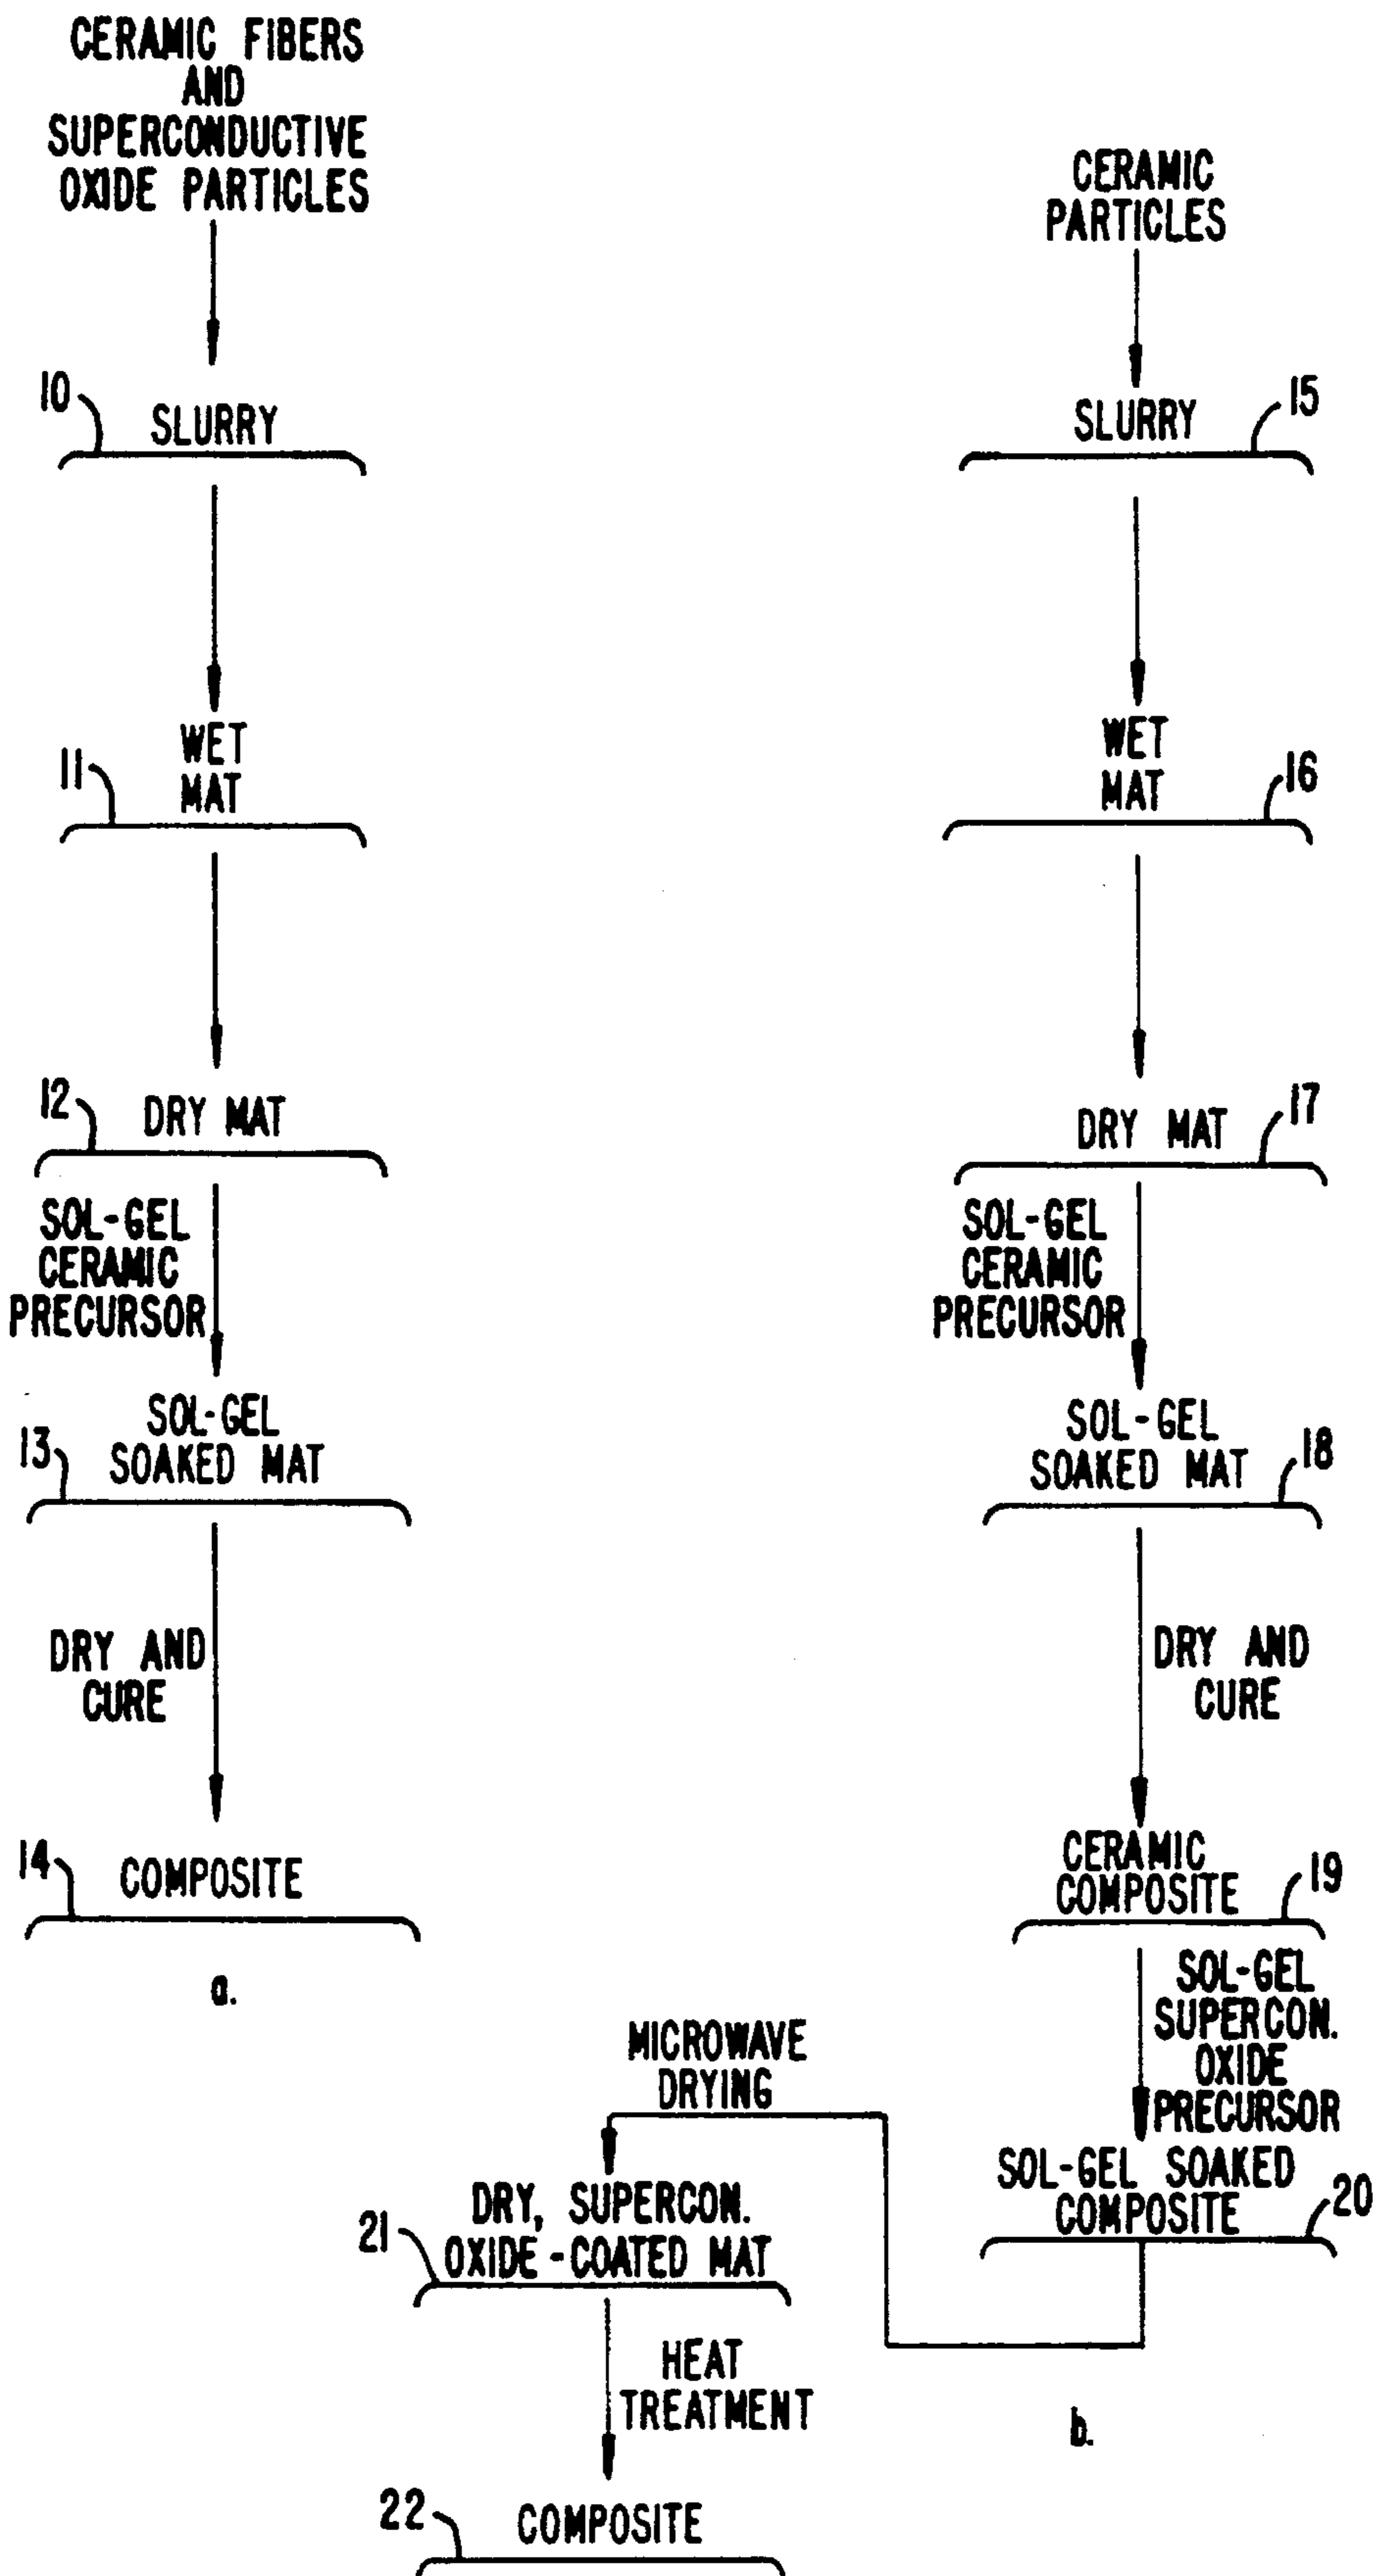 CERAMIC FIBERS
AND
SUPERCONDUCTIVE
OXIDE PARTICLES
10
SLURRY
11
WET
MAT
12
DRY MAT
SOL-GEL
CERAMIC
PRECURSOR
13
SOL-GEL
SOAKED MAT
DRY AND
CURE
14
COMPOSITE
a.
CERAMIC
PARTICLES
SLURRY
15
WET
MAT
16
DRY MAT
17
SOL-GEL
CERAMIC
PRECURSOR
SOL-GEL
SOAKED MAT
18
DRY AND
CURE
CERAMIC
COMPOSITE
19
SOL-GEL
SUPERCON.
OXIDE
PRECURSOR
SOL-GEL SOAKED
COMPOSITE
20
MICROWAVE
DRYING
21
DRY, SUPERCON.
OXIDE-COATED MAT
HEAT
TREATMENT
b.
22
COMPOSITE